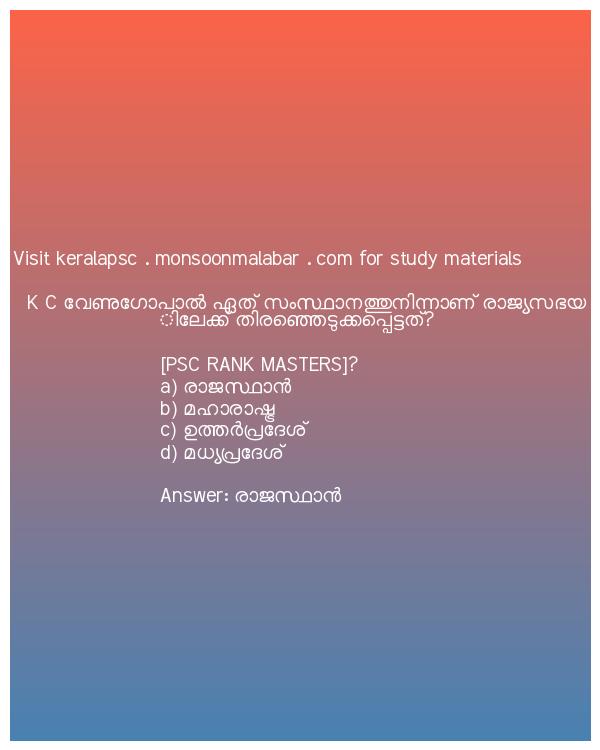 Visit keralapsc . monsoonmalabar . com for study materials
K C വേണുഗോപാൽ ഏത് സംസ്ഥാനത്തുനിന്നാണ് രാജ്യസഭയ
ിലേക്ക് തിരഞ്ഞെടുക്കപ്പെട്ടത്?
[PSC RANK MASTERS]?
a) രാജസ്ഥാൻ
b) മഹാരാഷ്ട്ര
c) ഉത്തർപ്രദേശ്
d) മധ്യപ്രദേശ്
Answer: രാജസ്ഥാൻ